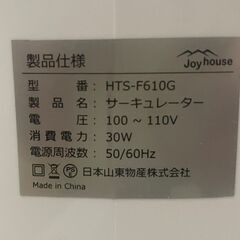 Joyhouse
製品仕様
型番：HTS-F610G
製品名：サーキュレーター
電圧：100～110V
消費電力：30W
電源周波数：50/60Hz
日本山東物産株式会社
Made in China